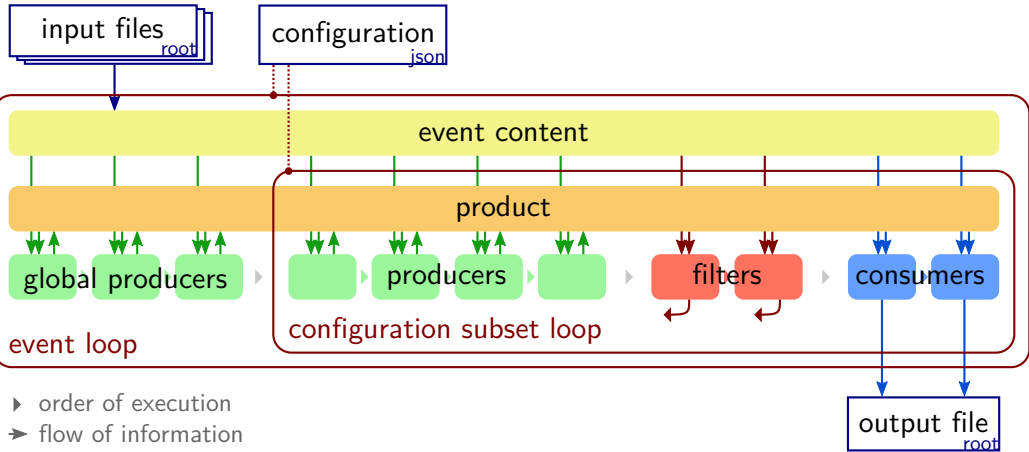 input files
root
configuration
json
event content
product
global producers
producers
filters
consumers
configuration subset loop
event loop
order of execution
flow of information
output file
root